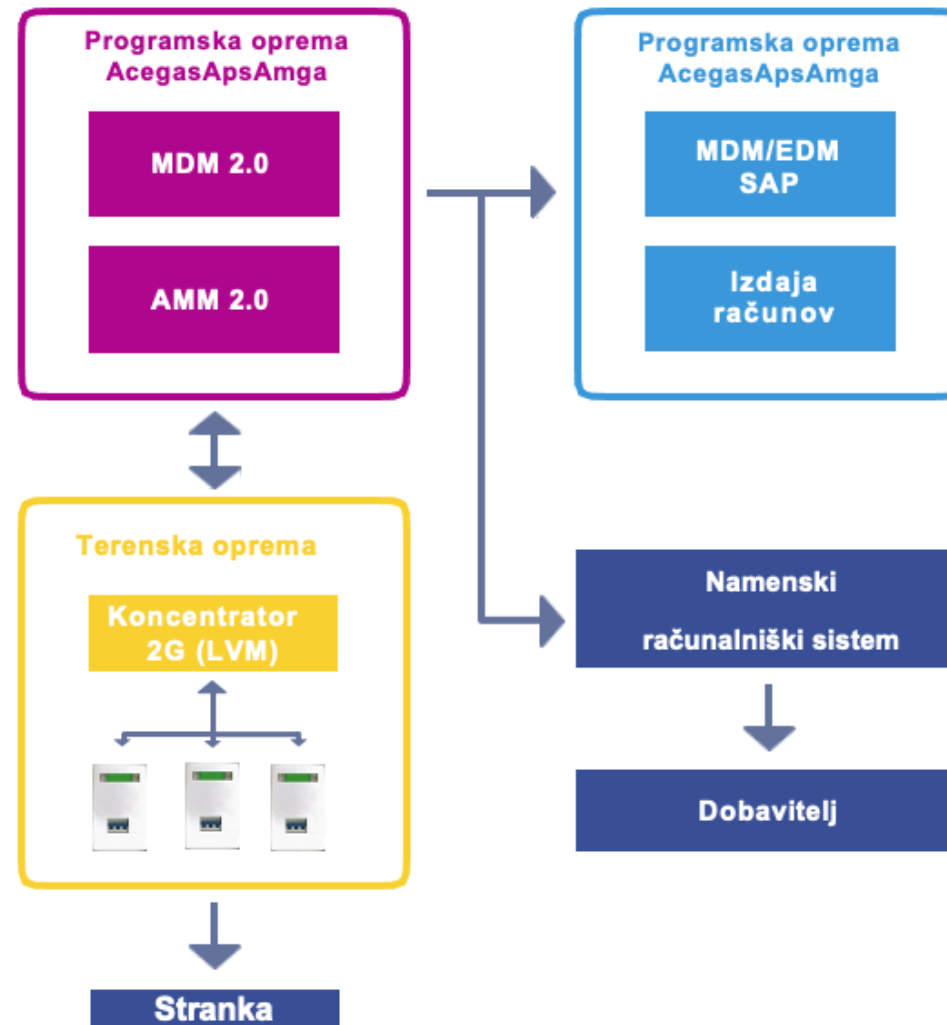 Programska oprema
AcegasApsAmga
MDM 2.0
AMM 2.0
Programska oprema
AcegasApsAmga
MDM/EDM
SAP
Izdaja
računov
Terenska oprema
Koncentrator
2G (LVM)
Namenski
računalniški sistem
Dobavitelj
Stranka